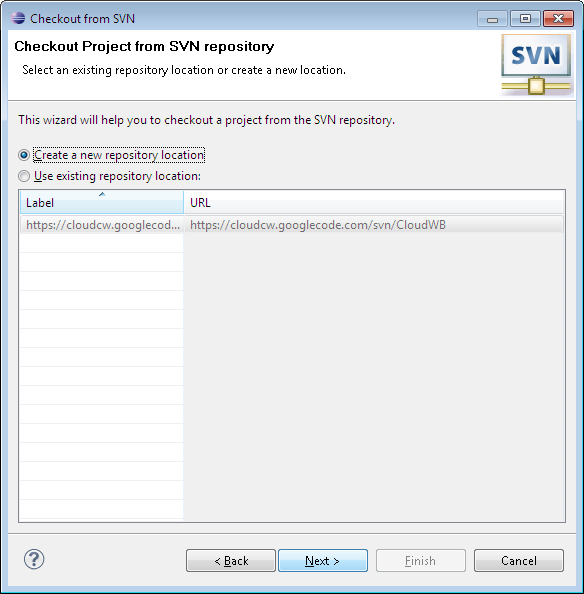 Checkout from SVN
Checkout Project from SVN repository
Select an existing repository location or create a new location.
SVN
This wizard will help you to checkout a project from the SVN repository.
Create a new repository location
Use existing repository location:
Label URL
https://cloudcw.googlecod... https://cloudcw.googlecode.com/svn/CloudWB
? < Back Next > Finish Cancel